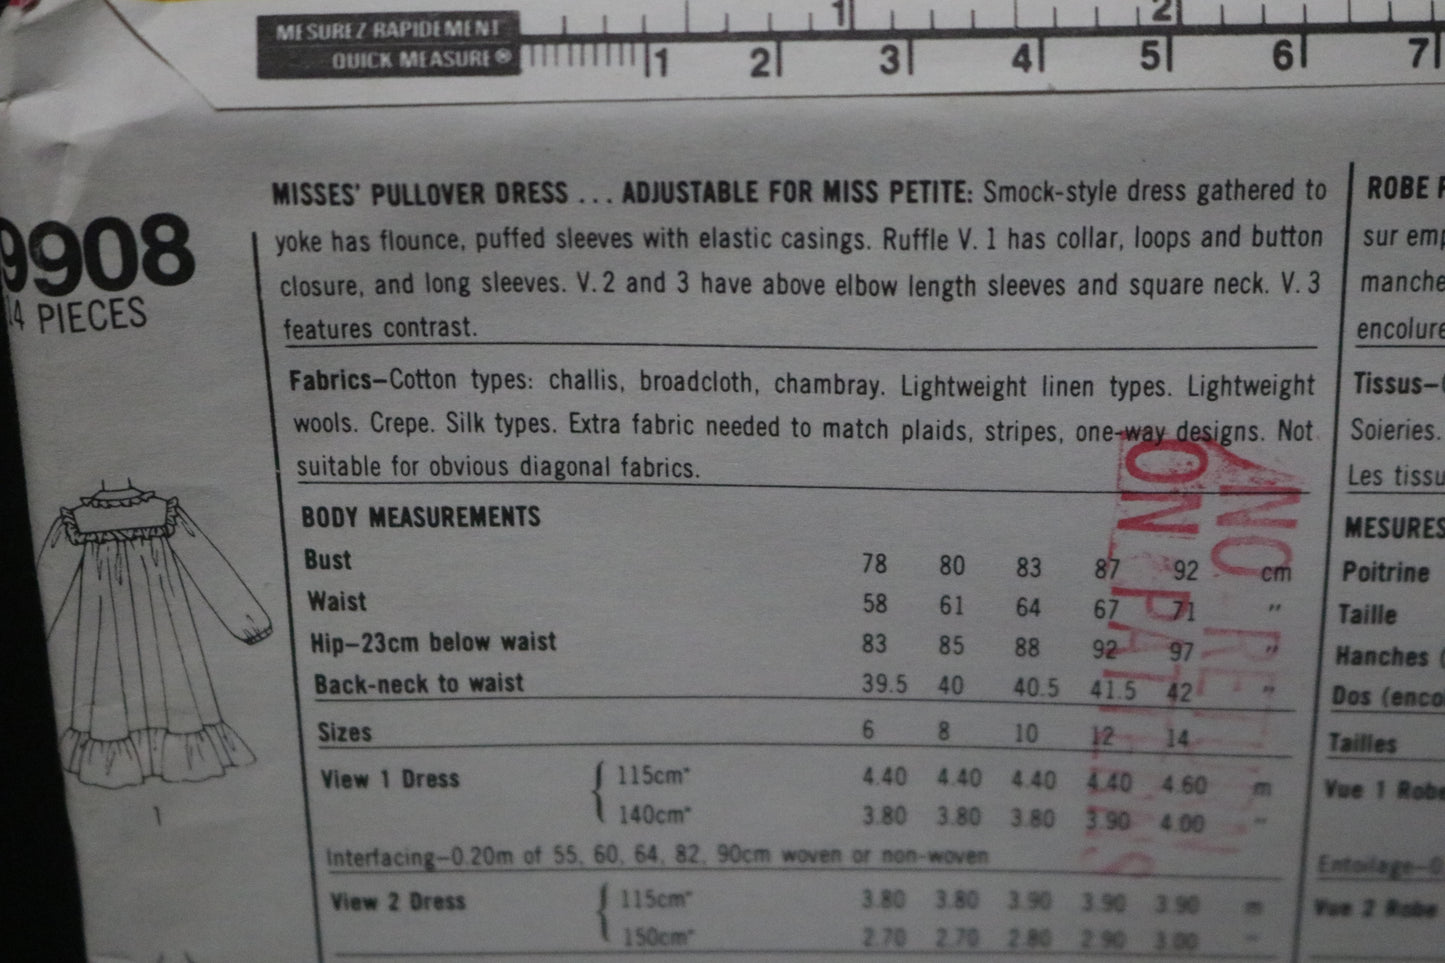 MESUREZ RAPIDEMENT
QUICK MEASURE®
1 2
1 2 3 4 5 6 7
9908
14 PIECES
MISSES' PULLOVER DRESS ... ADJUSTABLE FOR MISS PETITE: Smock-style dress gathered to
yoke has flounce, puffed sleeves with elastic casings. Ruffle V. 1 has collar, loops and button
closure, and long sleeves. V. 2 and 3 have above elbow length sleeves and square neck. V. 3
features contrast.
Fabrics—Cotton types: challis, broadcloth, chambray. Lightweight linen types. Lightweight
wools. Crepe. Silk types. Extra fabric needed to match plaids, stripes, one-way designs. Not
suitable for obvious diagonal fabrics.
BODY MEASUREMENTS
Bust 78 80 83 87 92 cm
Waist 58 61 64 67 71 "
Hip—23cm below waist 83 85 88 92 97 "
Back-neck to waist 39.5 40 40.5 41.5 42 "
Sizes 6 8 10 12 14
View 1 Dress 115cm* 4.40 4.40 4.40 4.40 4.60 m
140cm* 3.80 3.80 3.80 3.90 4.00 "
Interfacing—0.20m of 55, 60, 64, 82, 90cm woven or non-woven
View 2 Dress 115cm* 3.80 3.80 3.90 3.90 3.90 m
150cm* 2.70 2.70 2.80 2.90 3.00 "
1
NO
ON
ROBE
sur
manche
encolure
Tissus—
Soieries.
Les tissu
MESURES
Poitrine
Taille
Hanches (
Dos (enco
Tailles
Vue 1 Robe
Entoilage—0
Vue 2 Robe